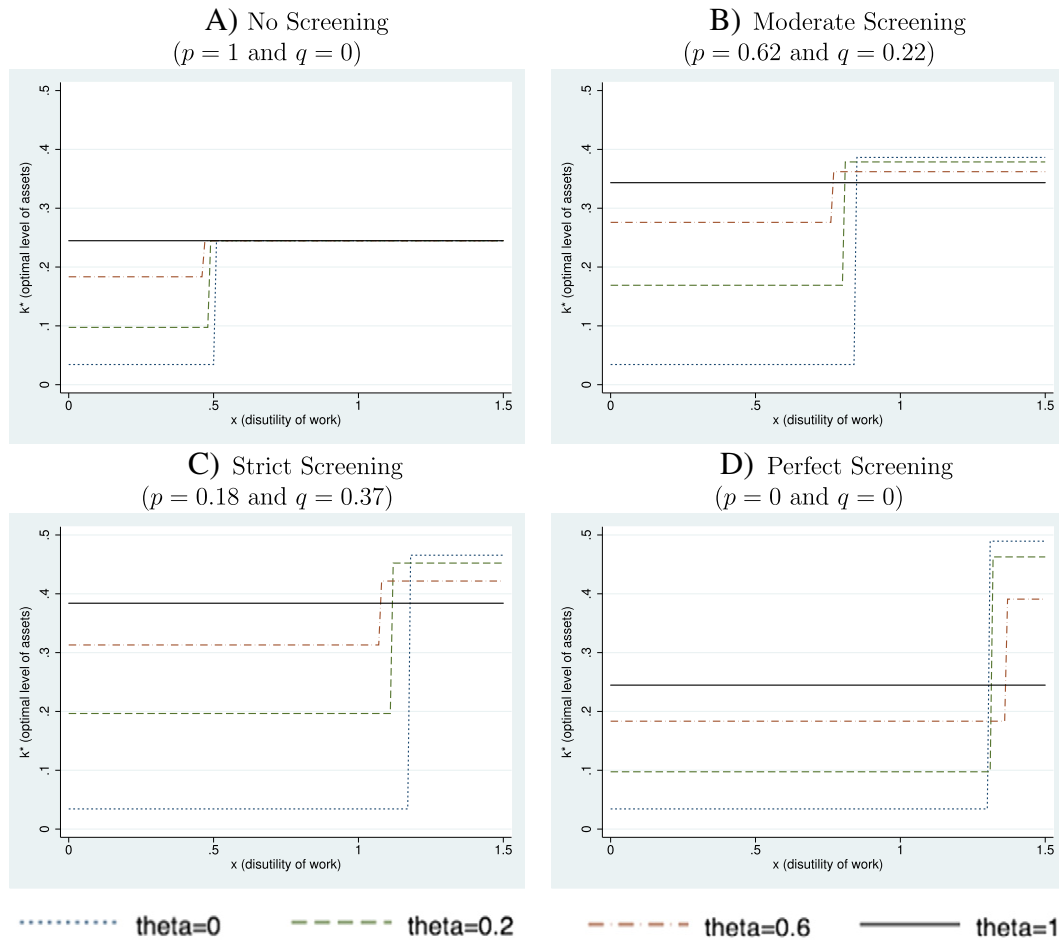 A) No Screening
(p = 1 and q = 0)
.5
.4
.3
.2
.1
0
k* (optimal level of assets)
0 .5 1 1.5
x (disutility of work)
B) Moderate Screening
(p = 0.62 and q = 0.22)
.5
.4
.3
.2
.1
0
k* (optimal level of assets)
0 .5 1 1.5
x (disutility of work)
C) Strict Screening
(p = 0.18 and q = 0.37)
.5
.4
.3
.2
.1
0
k* (optimal level of assets)
0 .5 1 1.5
x (disutility of work)
D) Perfect Screening
(p = 0 and q = 0)
.5
.4
.3
.2
.1
0
k* (optimal level of assets)
0 .5 1 1.5
x (disutility of work)
theta=0 theta=0.2 theta=0.6 theta=1